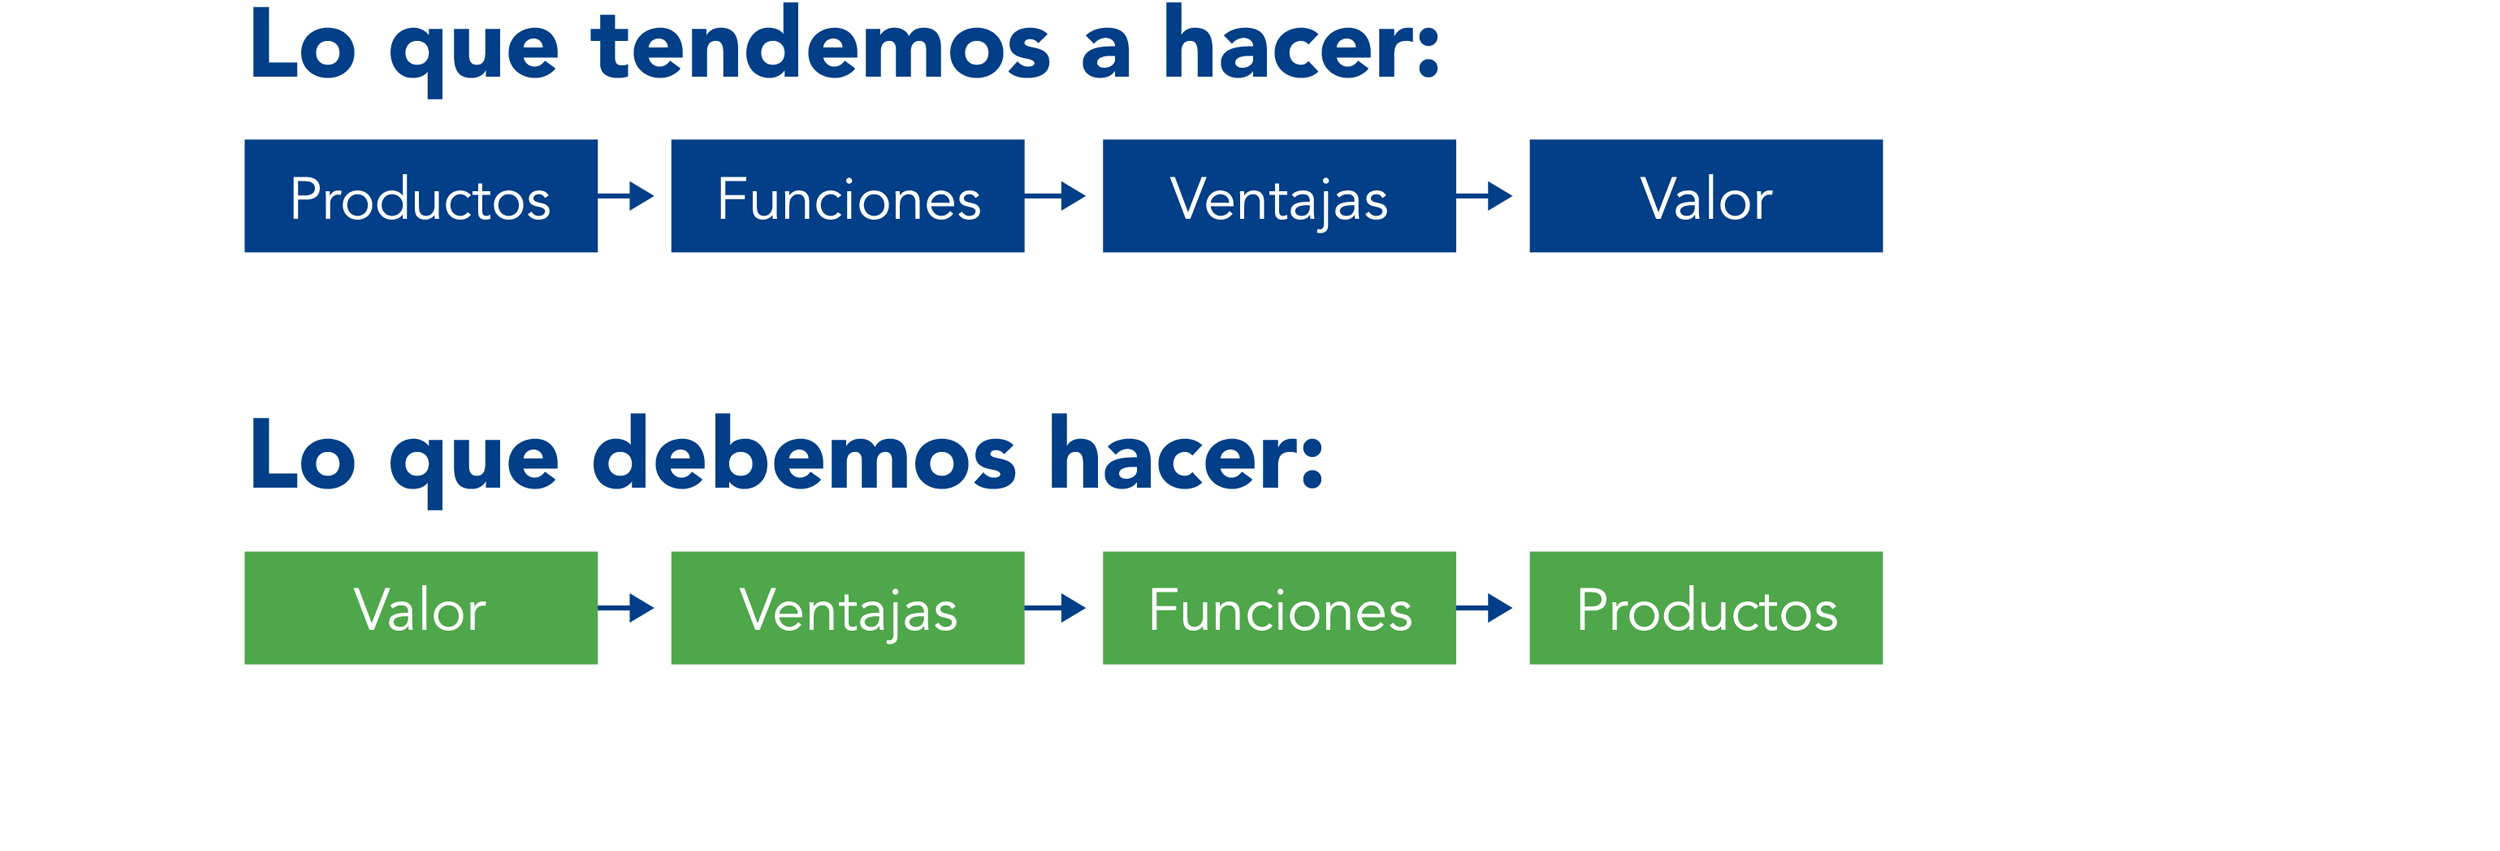 Lo que tendemos a hacer:
Productos Funciones Ventajas Valor
Lo que debemos hacer:
Valor Ventajas Funciones Productos